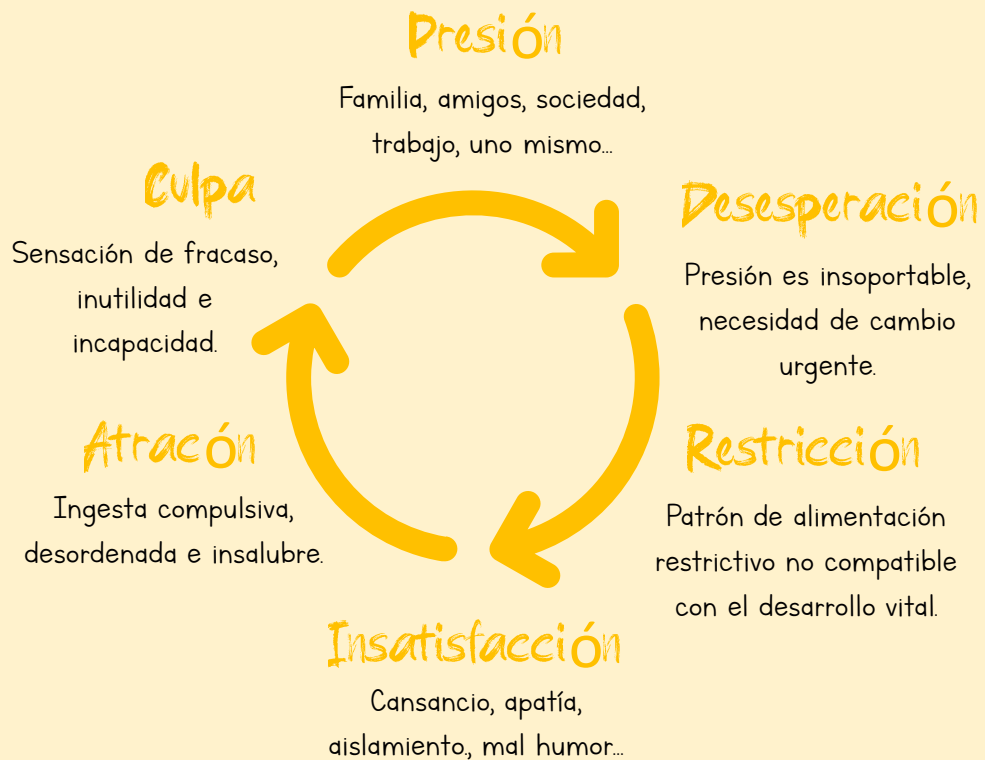 Presión
Familia, amigos, sociedad,
trabajo, uno mismo...
Desesperación
Presión es insoportable,
necesidad de cambio
urgente.
Restricción
Patrón de alimentación
restrictivo no compatible
con el desarrollo vital.
Insatisfacción
Cansancio, apatía,
aislamiento., mal humor...
Atracón
Ingesta compulsiva,
desordenada e insalubre.
Culpa
Sensación de fracaso,
inutilidad e
incapacidad.